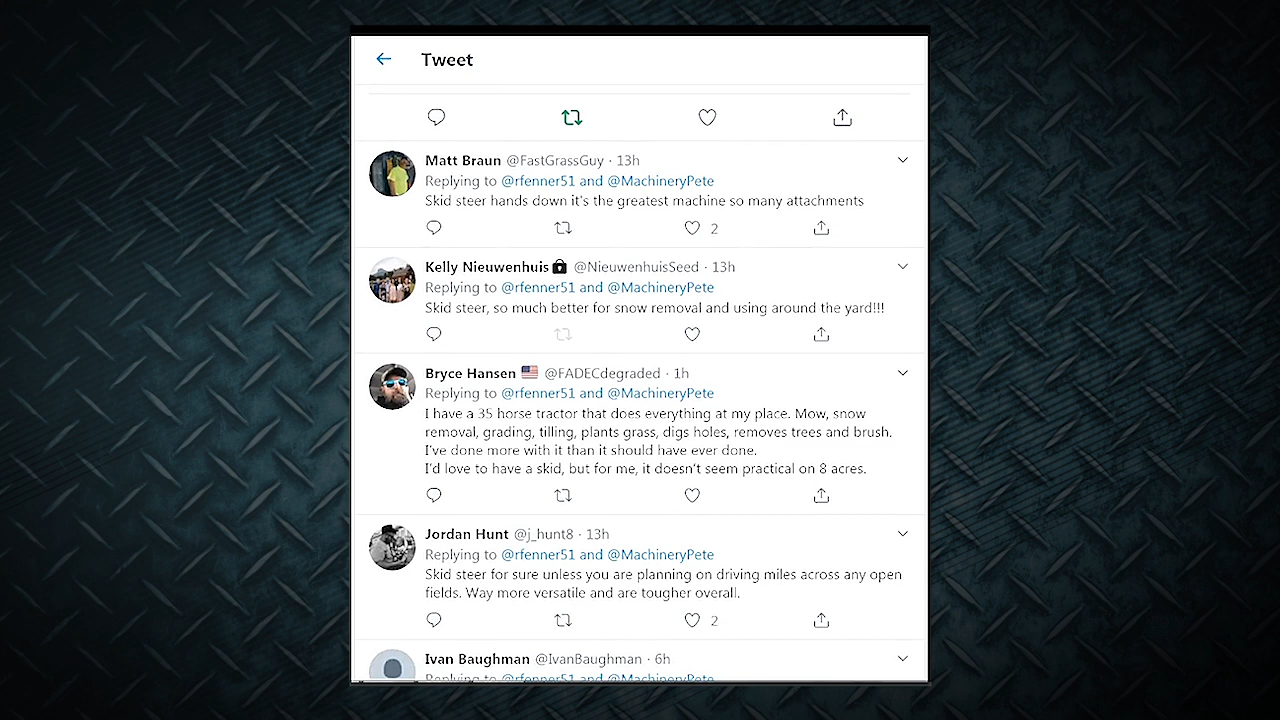 Tweet
Matt Braun @FastGrassGuy · 13h
Replying to @rfenner51 and @MachineryPete
Skid steer hands down it's the greatest machine so many attachments
2
Kelly Nieuwenhuis @NieuwenhuisSeed · 13h
Replying to @rfenner51 and @MachineryPete
Skid steer, so much better for snow removal and using around the yard!!!
Bryce Hansen @FADECdegraded · 1h
Replying to @rfenner51 and @MachineryPete
I have a 35 horse tractor that does everything at my place. Mow, snow
removal, grading, tilling, plants grass, digs holes, removes trees and brush.
I've done more with it than it should have ever done.
I'd love to have a skid, but for me, it doesn't seem practical on 8 acres.
Jordan Hunt @j_hunt8 · 13h
Replying to @rfenner51 and @MachineryPete
Skid steer for sure unless you are planning on driving miles across any open
fields. Way more versatile and are tougher overall.
2
Ivan Baughman @IvanBaughman · 6h
Replying to @rfenner51 and @MachineryPete